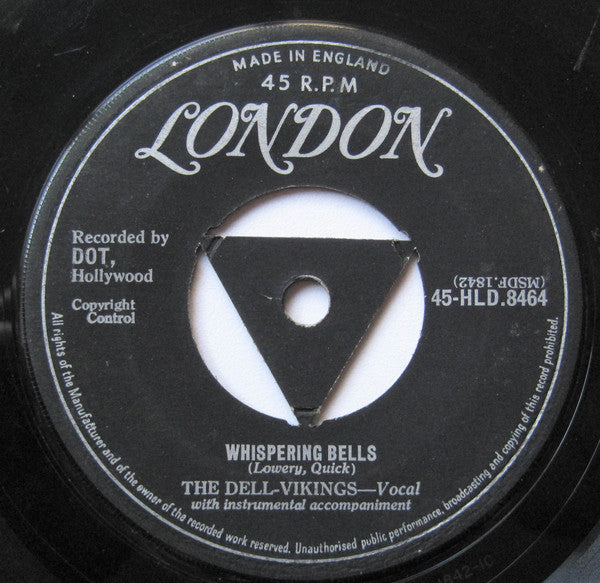 MADE IN ENGLAND
45 R.P.M
LONDON
Recorded by
DOT,
Hollywood
Copyright
Control
(MSDF.1842)
45-HLD.8464
WHISPERING BELLS
(Lowery, Quick)
THE DELL-VIKINGS—Vocal
with instrumental accompaniment
All rights of the Manufacturer and of the owner of the recorded work reserved. Unauthorised public performance, broadcasting and copying of this record prohibited.